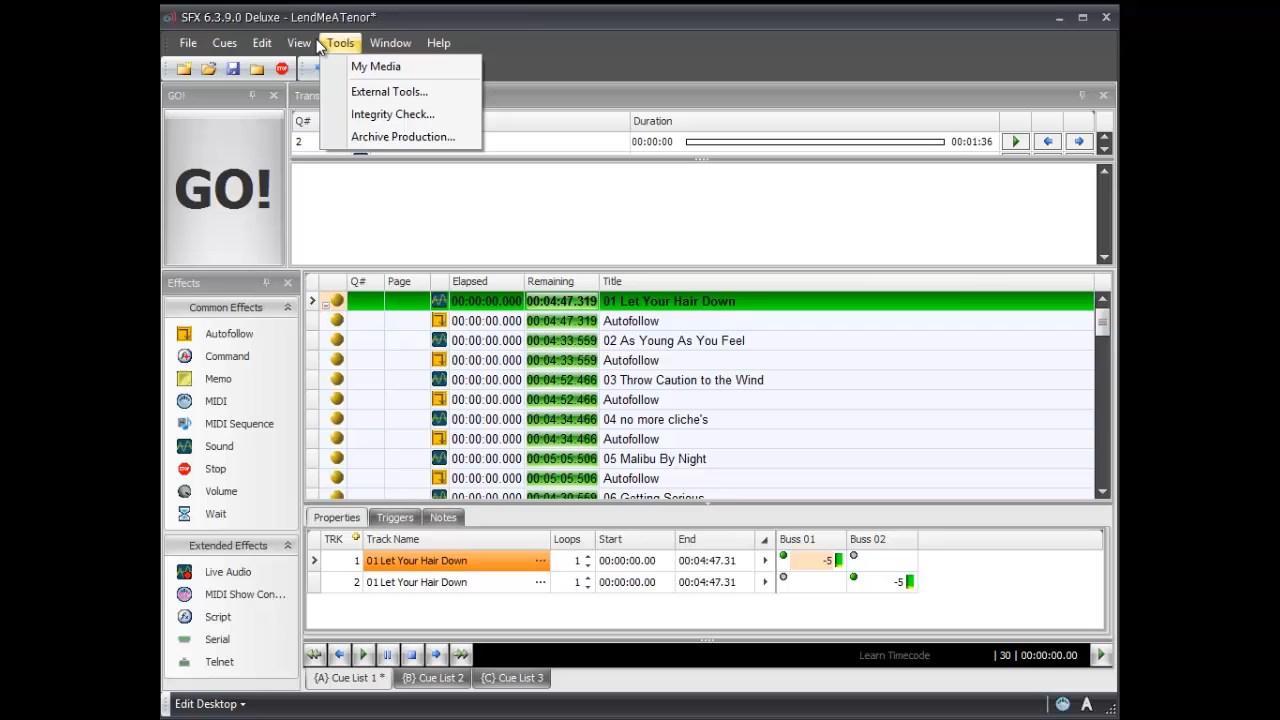 SFX 6.3.9.0 Deluxe - LendMeATenor*
File Cues Edit View Tools Window Help
My Media
External Tools...
Integrity Check...
Archive Production...
GO!
Trans
Q# Duration
2 00:00:00 00:01:36
GO!
Effects
Common Effects
Autofollow
Command
Memo
MIDI
MIDI Sequence
Sound
Stop
Volume
Wait
Extended Effects
Live Audio
MIDI Show Con...
Script
Serial
Telnet
Q# Page Elapsed Remaining Title
00:00:00.000 00:04:47.319 01 Let Your Hair Down
00:00:00.000 00:04:47.319 Autofollow
00:00:00.000 00:04:33.559 02 As Young As You Feel
00:00:00.000 00:04:33.559 Autofollow
00:00:00.000 00:04:52.466 03 Throw Caution to the Wind
00:00:00.000 00:04:52.466 Autofollow
00:00:00.000 00:04:34.466 04 no more cliche's
00:00:00.000 00:04:34.466 Autofollow
00:00:00.000 00:05:05.506 05 Malibu By Night
00:00:00.000 00:05:05.506 Autofollow
00:00:00.000 00:04:30.559 06 Getting Serious
Properties Triggers Notes
TRK Track Name Loops Start End Buss 01 Buss 02
1 01 Let Your Hair Down ... 1 00:00:00.00 00:04:47.31 -5
2 01 Let Your Hair Down ... 1 00:00:00.00 00:04:47.31 -5
Learn Timecode | 30 | 00:00:00.00
{A} Cue List 1 * {B} Cue List 2 {C} Cue List 3
Edit Desktop A